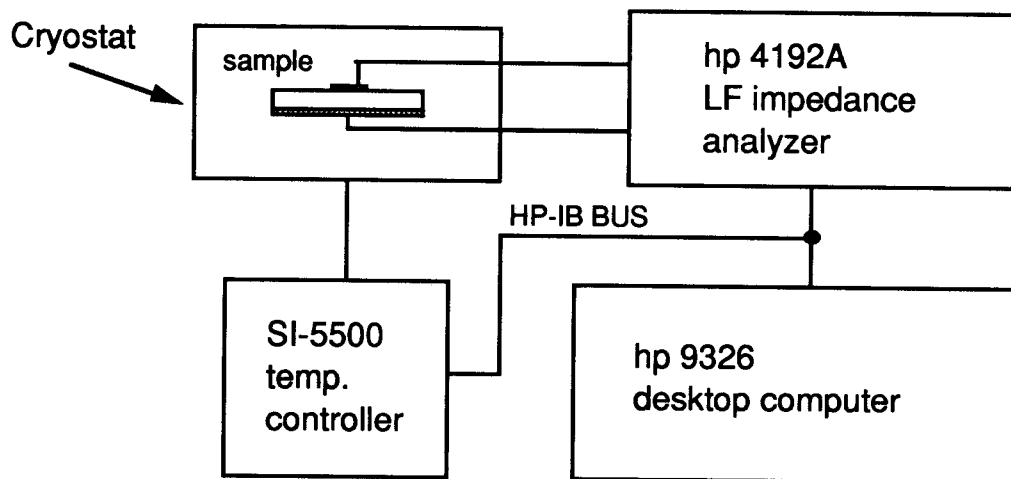 Cryostat
sample
hp 4192A
LF impedance
analyzer
HP-IB BUS
SI-5500
temp.
controller
hp 9326
desktop computer